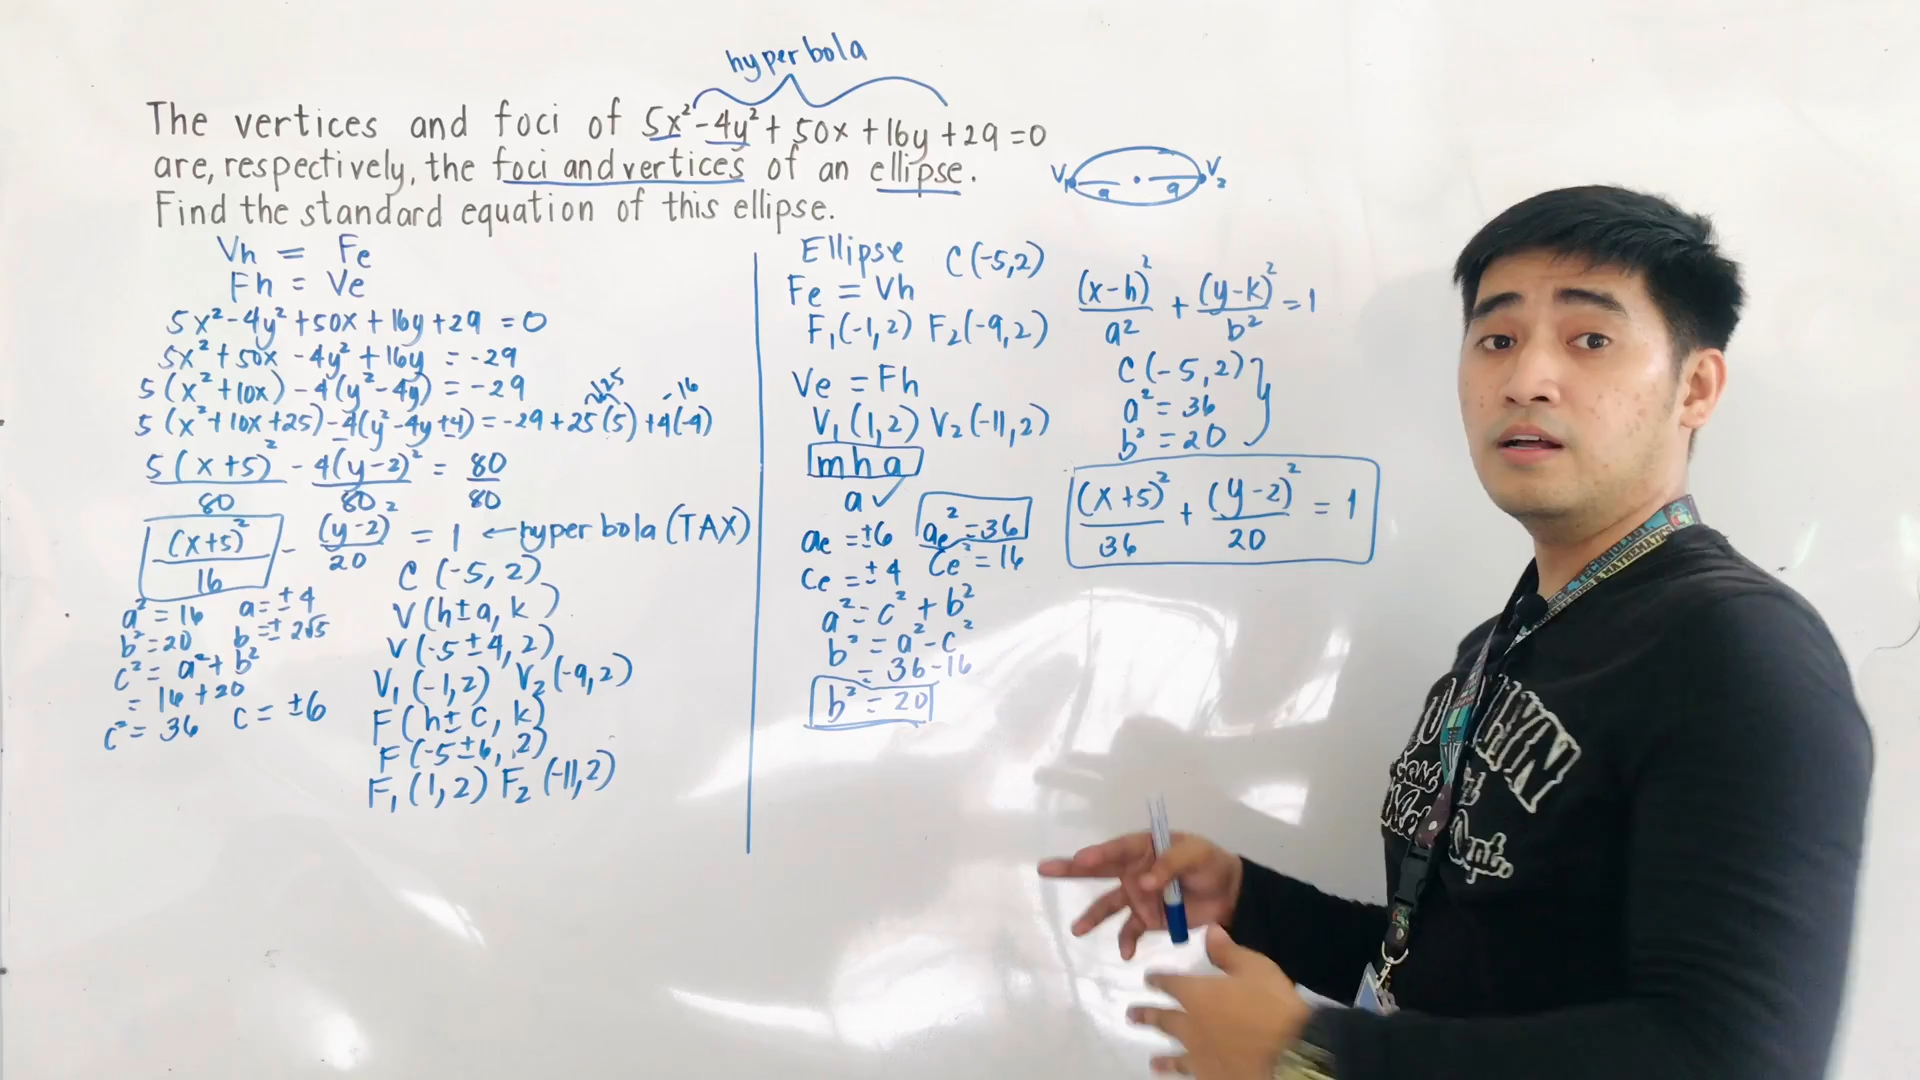 hyperbola
The vertices and foci of 5x² - 4y² + 50x + 16y + 29 = 0
are, respectively, the foci and vertices of an ellipse.
Find the standard equation of this ellipse.
V₁ a a V₂
Vh = Fe
Fh = Ve
5x² - 4y² + 50x + 16y + 29 = 0
5x² + 50x - 4y² + 16y = -29
5(x² + 10x) - 4(y² - 4y) = -29
125 -16
5(x² + 10x + 25) - 4(y² - 4y + 4) = -29 + 25(5) + 4(-4)
5(x+5)²/80 - 4(y-2)²/80 = 80/80
(x+5)²/16 - (y-2)²/20 = 1 ← hyperbola (TAX)
a² = 16 a = ±4
b² = 20 b = ±2√5
c² = a² + b²
= 16 + 20
c² = 36 c = ±6
C(-5, 2)
V(h±a, k)
V(-5±4, 2)
V₁(-1, 2) V₂(-9, 2)
F(h±c, k)
F(-5±6, 2)
F₁(1, 2) F₂(-11, 2)
Ellipse C(-5, 2)
Fe = Vh
F₁(-1, 2) F₂(-9, 2)
Ve = Fh
V₁(1, 2) V₂(-11, 2)
mha
a ✓
ae = ±6 ae² = 36
ce = ±4 ce² = 16
a² = c² + b²
b² = a² - c²
= 36 - 16
b² = 20
(x-h)²/a² + (y-k)²/b² = 1
C(-5, 2)
a² = 36
b² = 20
(x+5)²/36 + (y-2)²/20 = 1
Dept.